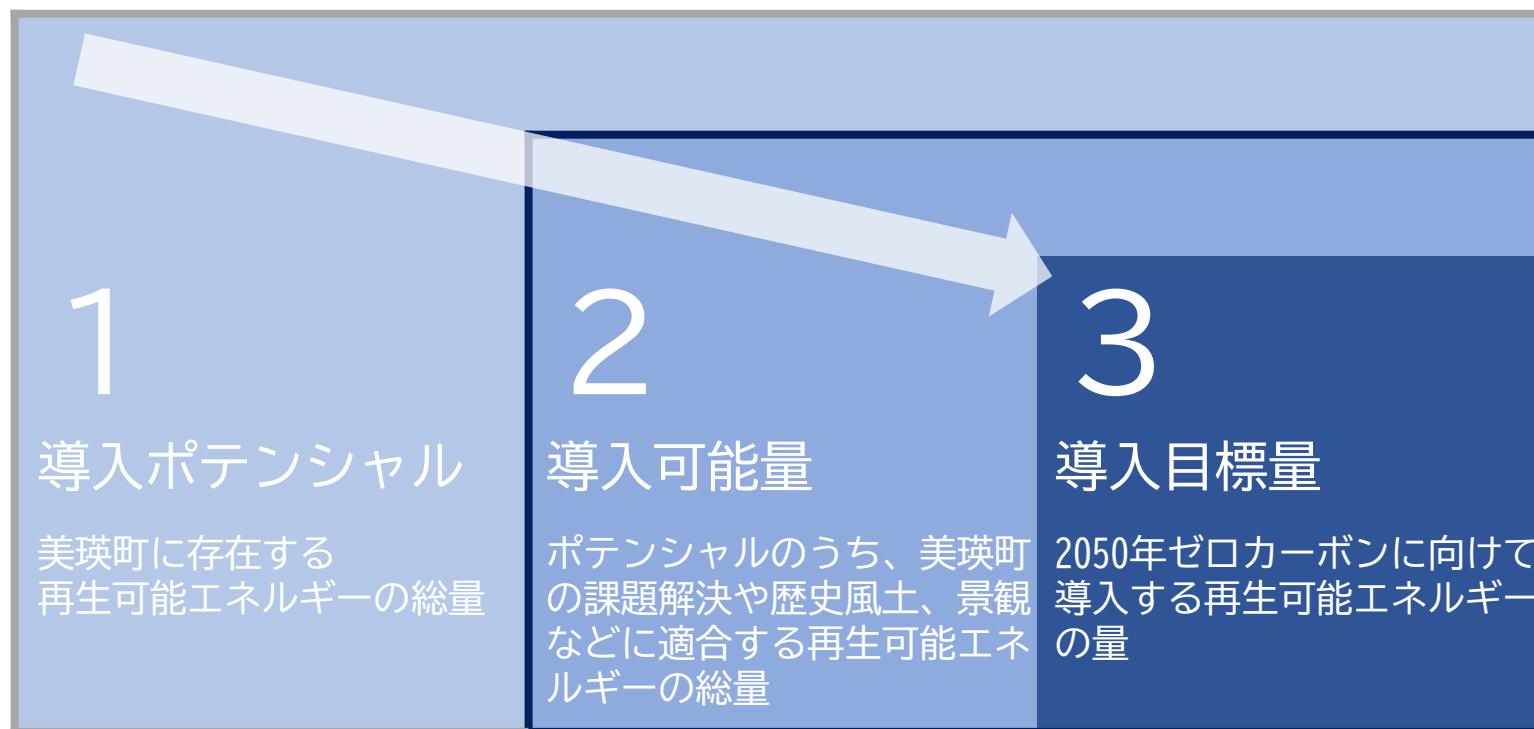 1
導入ポテンシャル
美瑛町に存在する
再生可能エネルギーの総量
2
導入可能量
ポテンシャルのうち、美瑛町
の課題解決や歴史風土、景観
などに適合する再生可能エネ
ルギーの総量
3
導入目標量
2050年ゼロカーボンに向けて
導入する再生可能エネルギー
の量